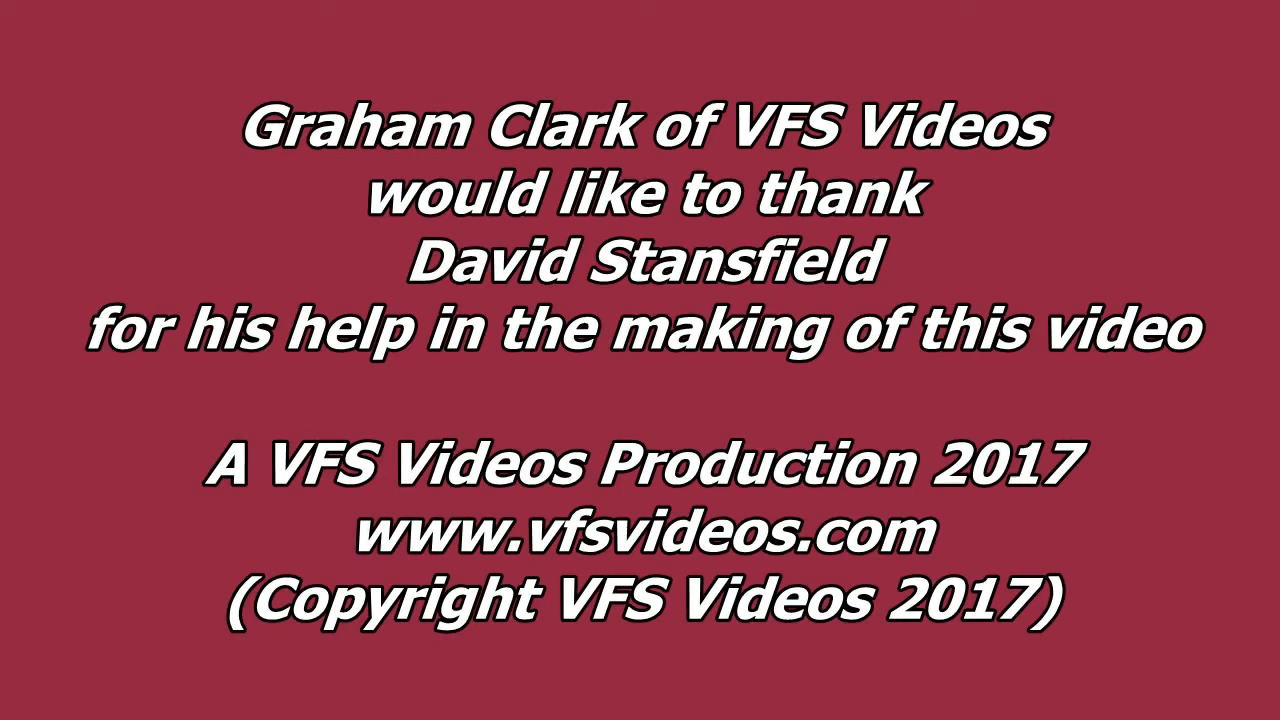 Graham Clark of VFS Videos
would like to thank
David Stansfield
for his help in the making of this video
A VFS Videos Production 2017
www.vfsvideos.com
(Copyright VFS Videos 2017)